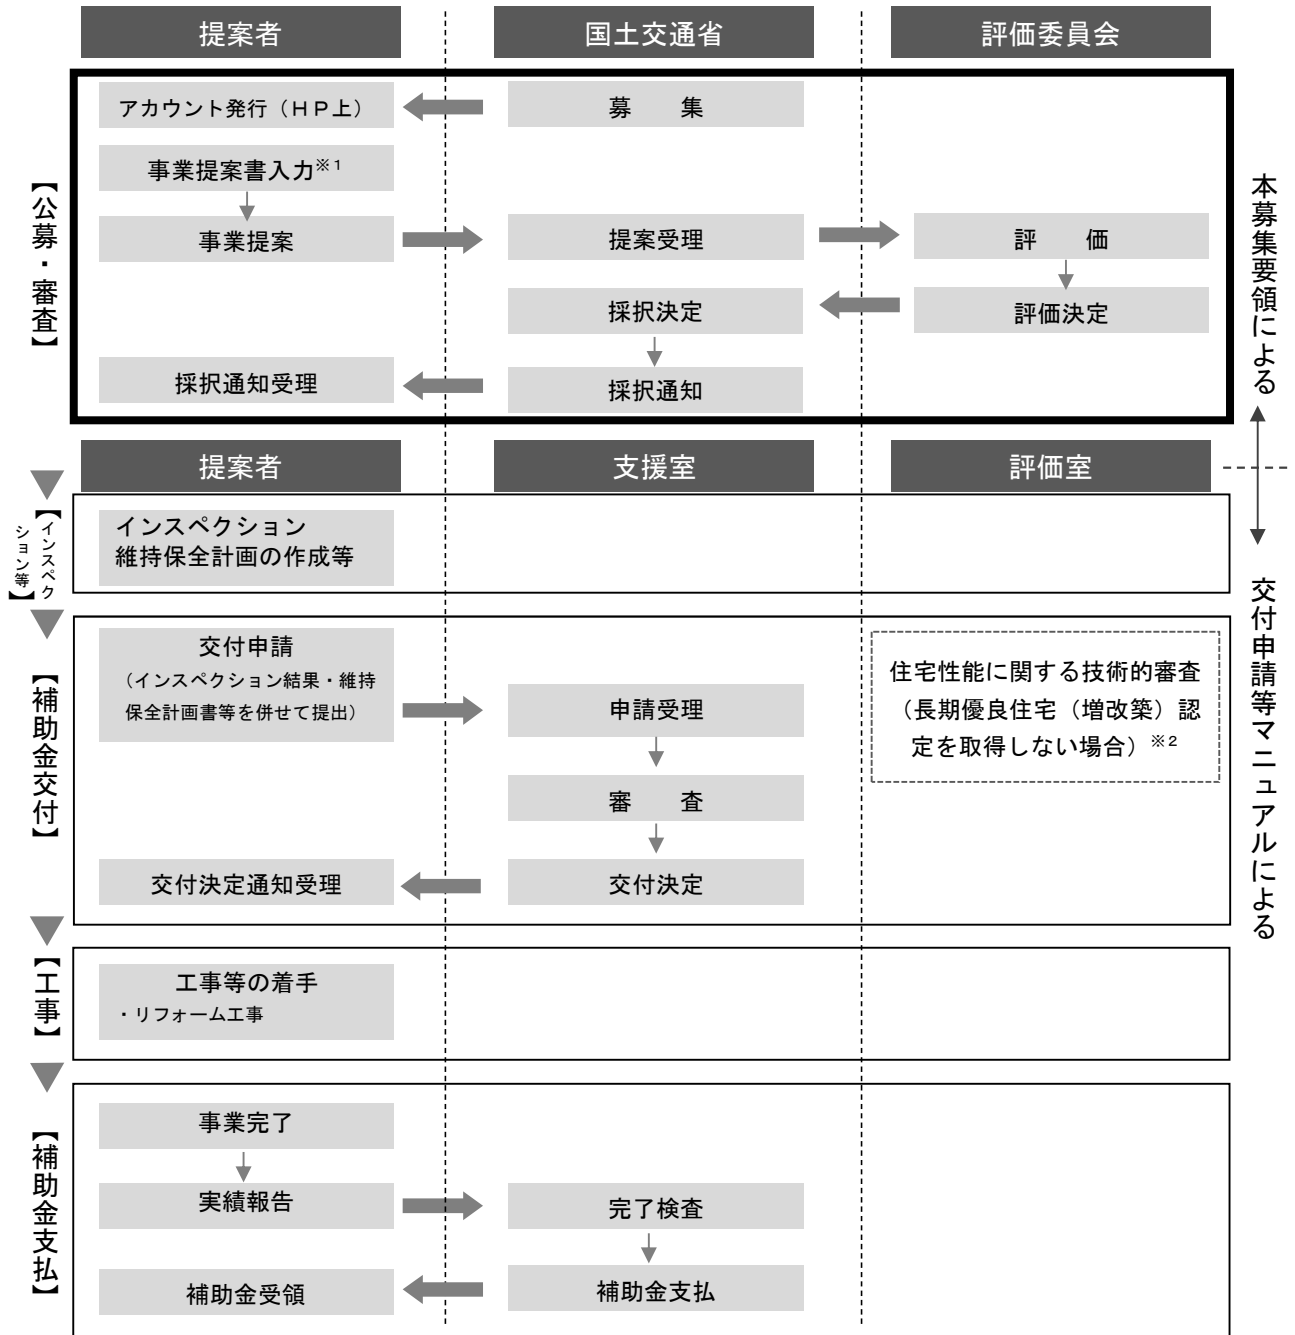 提案者
国土交通省
評価委員会
【公募・審査】
アカウント発行（ＨＰ上）
募　　集
事業提案書入力※１
事業提案
提案受理
評　　価
採択決定
評価決定
採択通知受理
採択通知
本募集要領による
提案者
支援室
評価室
【インスペク
ション等】
インスペクション
維持保全計画の作成等
【補助金交付】
交付申請
（インスペクション結果・維持
保全計画書等を併せて提出）
申請受理
住宅性能に関する技術的審査
（長期優良住宅（増改築）認
定を取得しない場合）※２
審　　査
交付決定通知受理
交付決定
交付申請等マニュアルによる
【工事】
工事等の着手
・リフォーム工事
【補助金支払】
事業完了
実績報告
完了検査
補助金受領
補助金支払